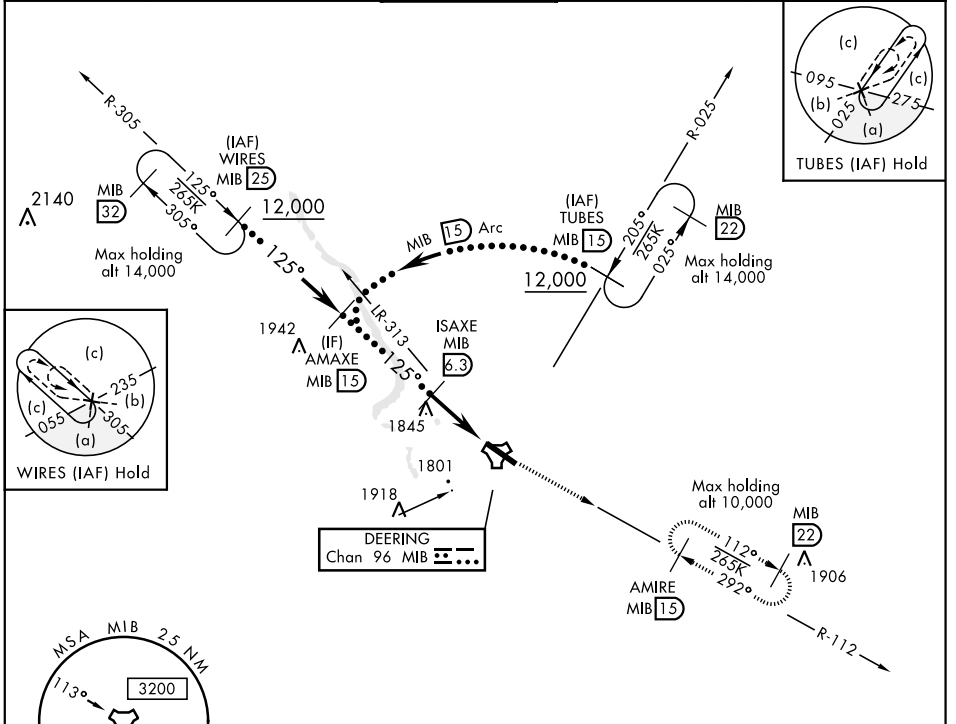 (c)
095
(c)
(b)
275
025
(a)
TUBES (IAF) Hold
R-305
R-025
(IAF)
WIRES
MIB 25
12,000
125°
265K
305°
MIB
32
2140
Max holding
alt 14,000
125°
MIB 15 Arc
(IAF)
TUBES
MIB 15
12,000
205°
265K
025°
MIB
22
Max holding
alt 14,000
LR-313
1942
(IF)
AMAXE
MIB 15
125°
ISAXE
MIB
6.3
1845
(c)
235
(b)
(c)
055
305
(a)
WIRES (IAF) Hold
1801
1918
DEERING
Chan 96 MIB
Max holding
alt 10,000
MIB
22
112°
265K
292°
1906
AMIRE
MIB 15
R-112
MSA MIB 25 NM
113°
3200